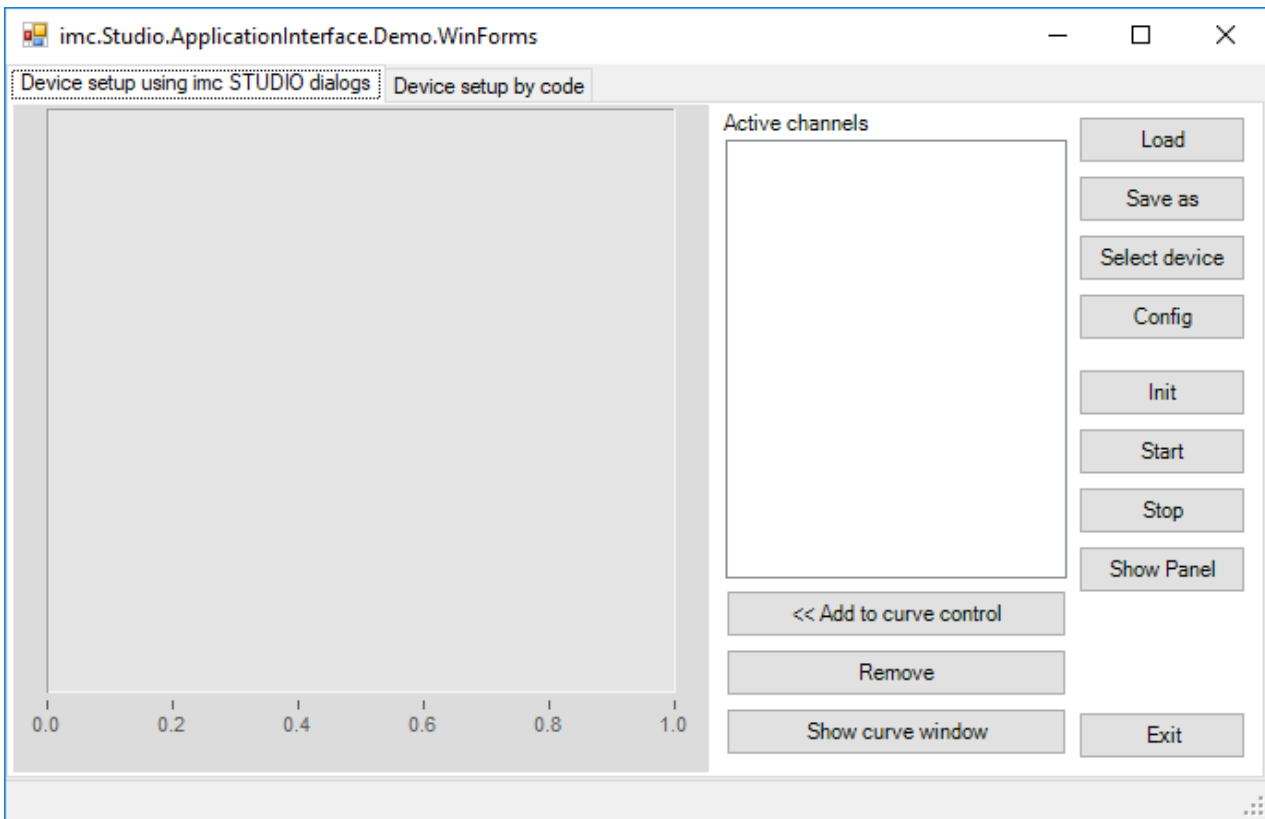 imc.Studio.ApplicationInterface.Demo.WinForms
Device setup using imc STUDIO dialogs
Device setup by code
Active channels
Load
Save as
Select device
Config
Init
Start
Stop
Show Panel
<< Add to curve control
Remove
Show curve window
Exit
0.0 0.2 0.4 0.6 0.8 1.0